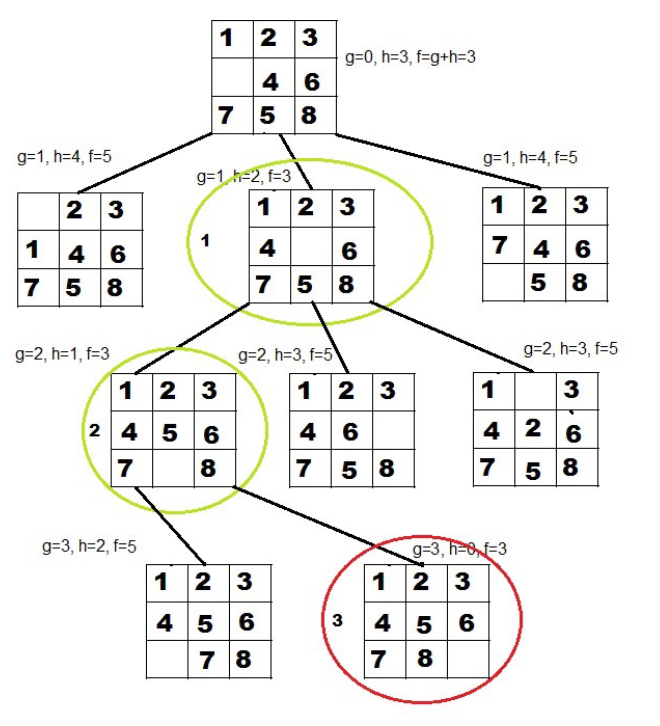 1 2 3
g=0, h=3, f=g+h=3
4 6
7 5 8
g=1, h=4, f=5
2 3
1 4 6
7 5 8
g=1, h=2, f=3
1
1 2 3
4 6
7 5 8
g=1, h=4, f=5
1 2 3
7 4 6
5 8
g=2, h=1, f=3
2
1 2 3
4 5 6
7 8
g=2, h=3, f=5
1 2 3
4 6
7 5 8
g=2, h=3, f=5
1 3
4 2 6
7 5 8
g=3, h=2, f=5
1 2 3
4 5 6
7 8
g=3, h=0, f=3
3
1 2 3
4 5 6
7 8